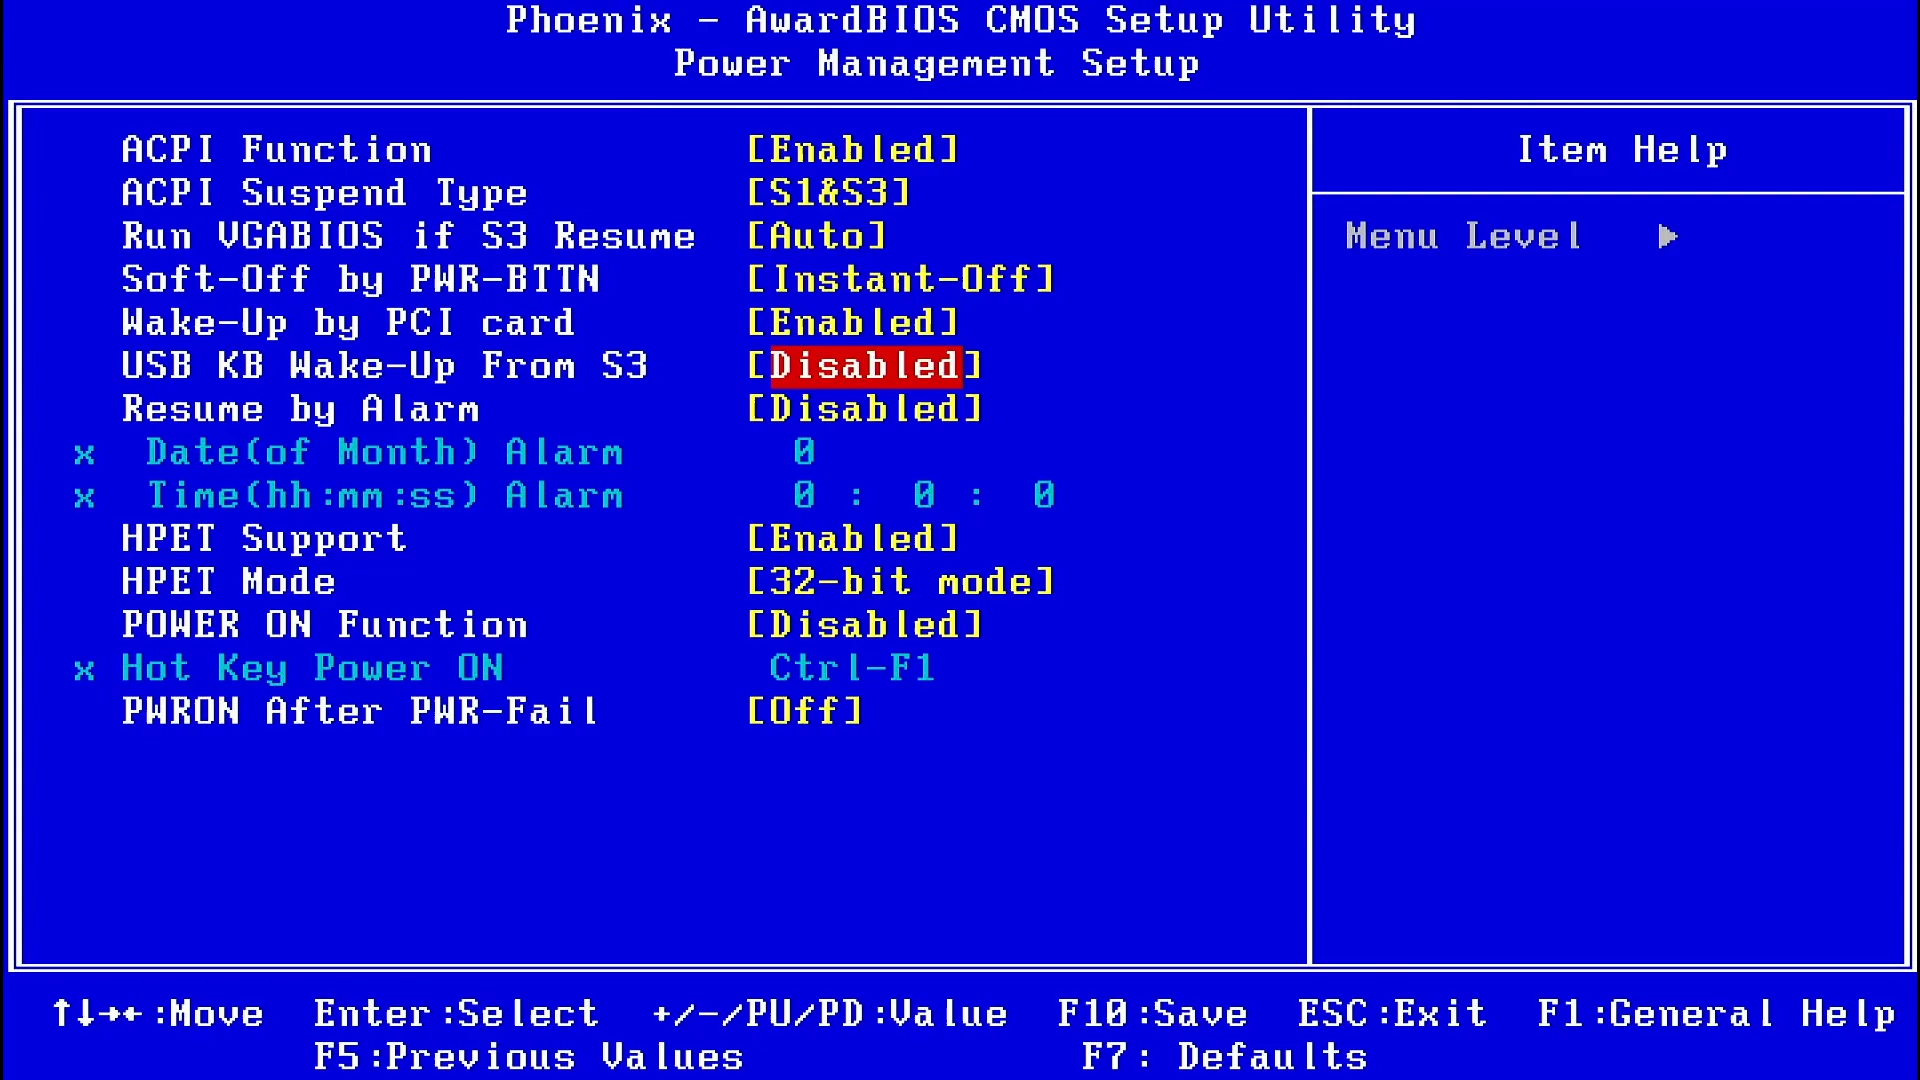 Phoenix - AwardBIOS CMOS Setup Utility
Power Management Setup
ACPI Function [Enabled]
ACPI Suspend Type [S1&S3]
Run VGABIOS if S3 Resume [Auto]
Soft-Off by PWR-BTTN [Instant-Off]
Wake-Up by PCI card [Enabled]
USB KB Wake-Up From S3 [Disabled]
Resume by Alarm [Disabled]
x Date(of Month) Alarm 0
x Time(hh:mm:ss) Alarm 0 : 0 : 0
HPET Support [Enabled]
HPET Mode [32-bit mode]
POWER ON Function [Disabled]
x Hot Key Power ON Ctrl-F1
PWRON After PWR-Fail [Off]
Item Help
Menu Level ►
↑↓→←:Move Enter:Select +/-/PU/PD:Value F10:Save ESC:Exit F1:General Help
F5:Previous Values F7: Defaults